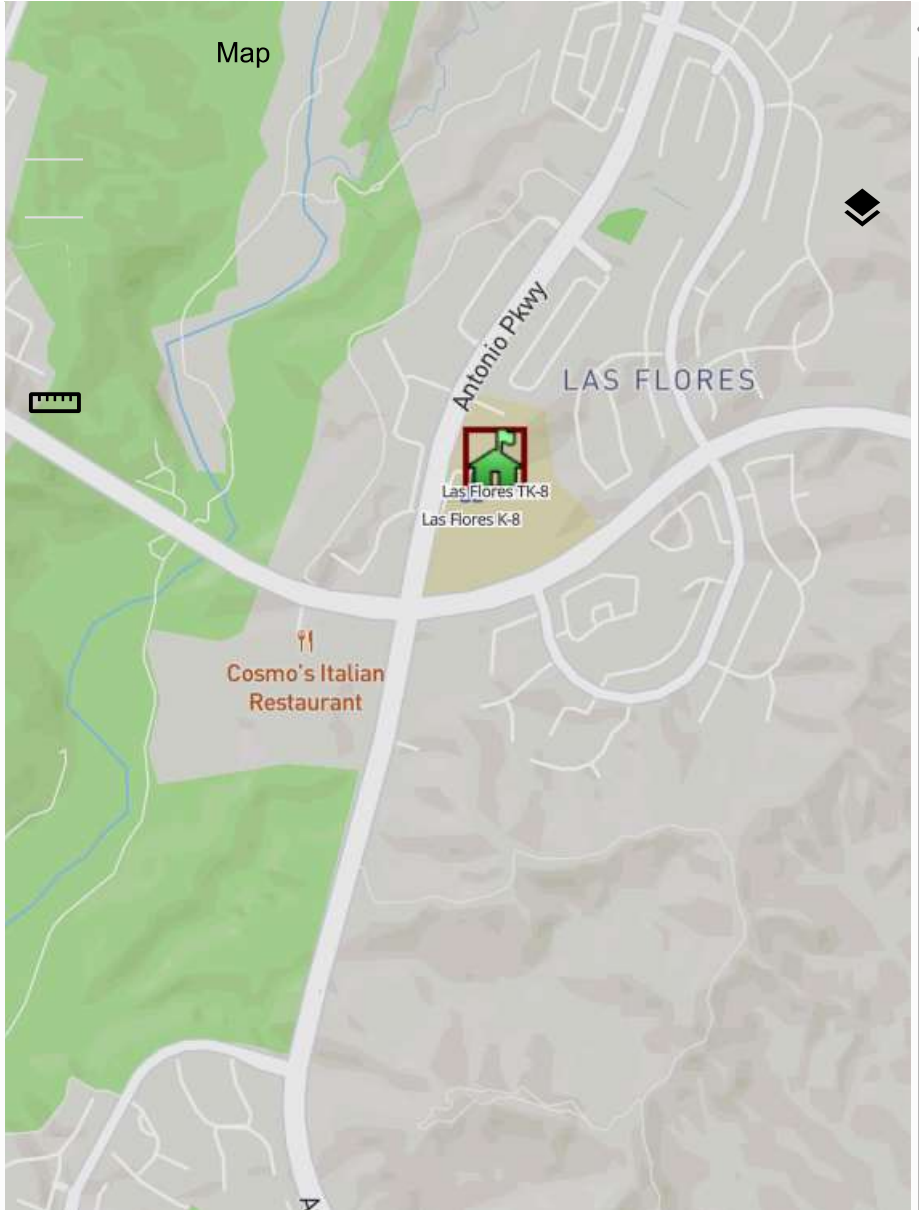 Map
Antonio Pkwy
LAS FLORES
Las Flores TK-8
Las Flores K-8
Cosmo's Italian
Restaurant
A